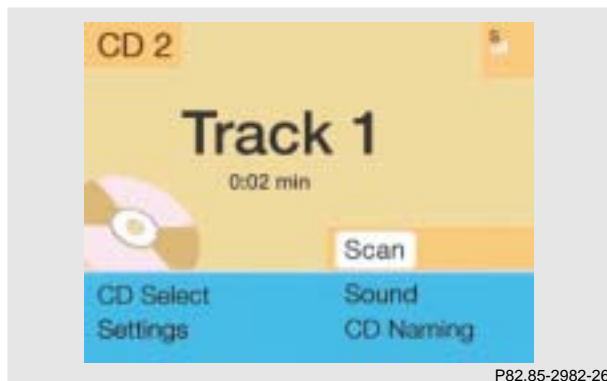 CD 2
S
Track 1
0:02 min
Scan
CD Select Sound
Settings CD Naming
P82.85-2982-26